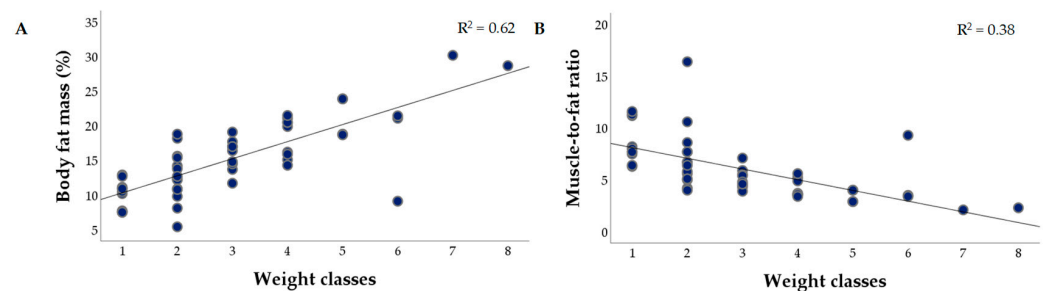 A
Body fat mass (%)
35
30
25
20
15
10
5
R² = 0.62
1 2 3 4 5 6 7 8
Weight classes
B
Muscle-to-fat ratio
20
15
10
5
0
R² = 0.38
1 2 3 4 5 6 7 8
Weight classes